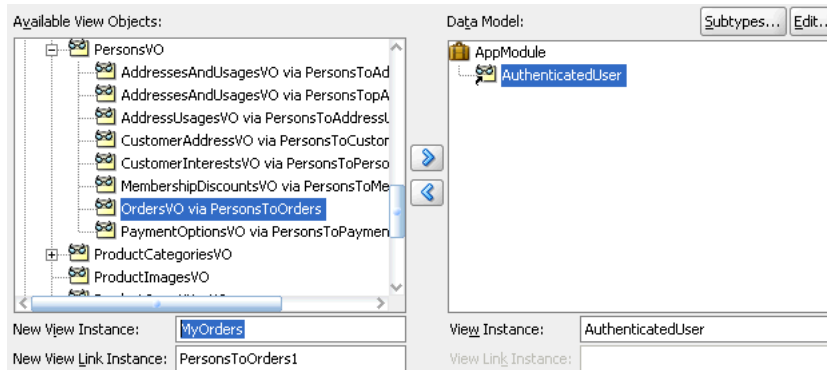 Available View Objects:
PersonsVO
AddressesAndUsagesVO via PersonsToAd
AddressesAndUsagesVO via PersonsTopA
AddressUsagesVO via PersonsToAddressU
CustomerAddressVO via PersonsToCustor
CustomerInterestsVO via PersonsToPerso
MembershipDiscountsVO via PersonsToMe
OrdersVO via PersonsToOrders
PaymentOptionsVO via PersonsToPaymen
ProductCategoriesVO
ProductImagesVO
New View Instance: MyOrders
New View Link Instance: PersonsToOrders1
Data Model:
Subtypes... Edit...
AppModule
AuthenticatedUser
View Instance: AuthenticatedUser
View Link Instance: